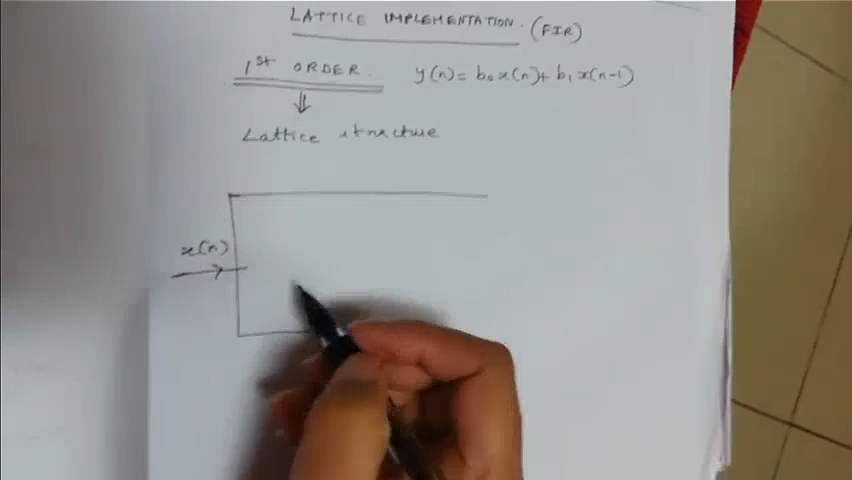 LATTICE IMPLEMENTATION. (FIR)
1st ORDER. y(n) = b₀x(n) + b₁x(n-1)
Lattice structure
x(n)